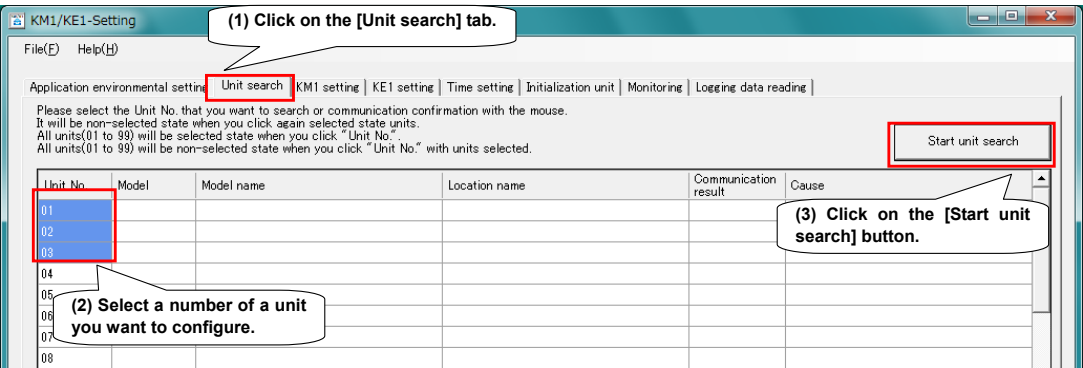 KM1/KE1-Setting
(1) Click on the [Unit search] tab.
File(F) Help(H)
Application environmental setting Unit search KM1 setting KE1 setting Time setting Initialization unit Monitoring Logging data reading
Please select the Unit No. that you want to search or communication confirmation with the mouse.
It will be non-selected state when you click again selected state units.
All units(01 to 99) will be selected state when you click "Unit No.".
All units(01 to 99) will be non-selected state when you click "Unit No." with units selected.
Start unit search
Unit No. Model Model name Location name Communication result Cause
01
02
03
04
05
06
07
08
(2) Select a number of a unit
you want to configure.
(3) Click on the [Start unit
search] button.